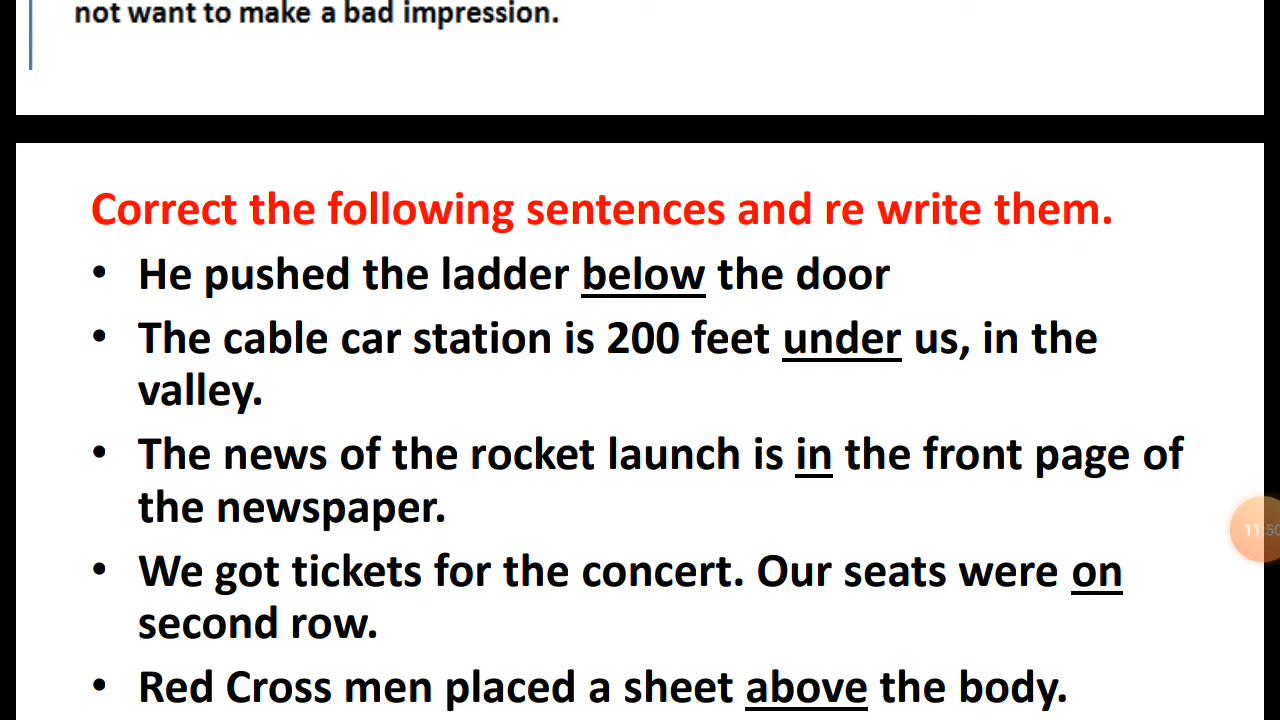 not want to make a bad impression.
Correct the following sentences and re write them.
• He pushed the ladder below the door
• The cable car station is 200 feet under us, in the
valley.
• The news of the rocket launch is in the front page of
the newspaper.
• We got tickets for the concert. Our seats were on
second row.
• Red Cross men placed a sheet above the body.
11:50